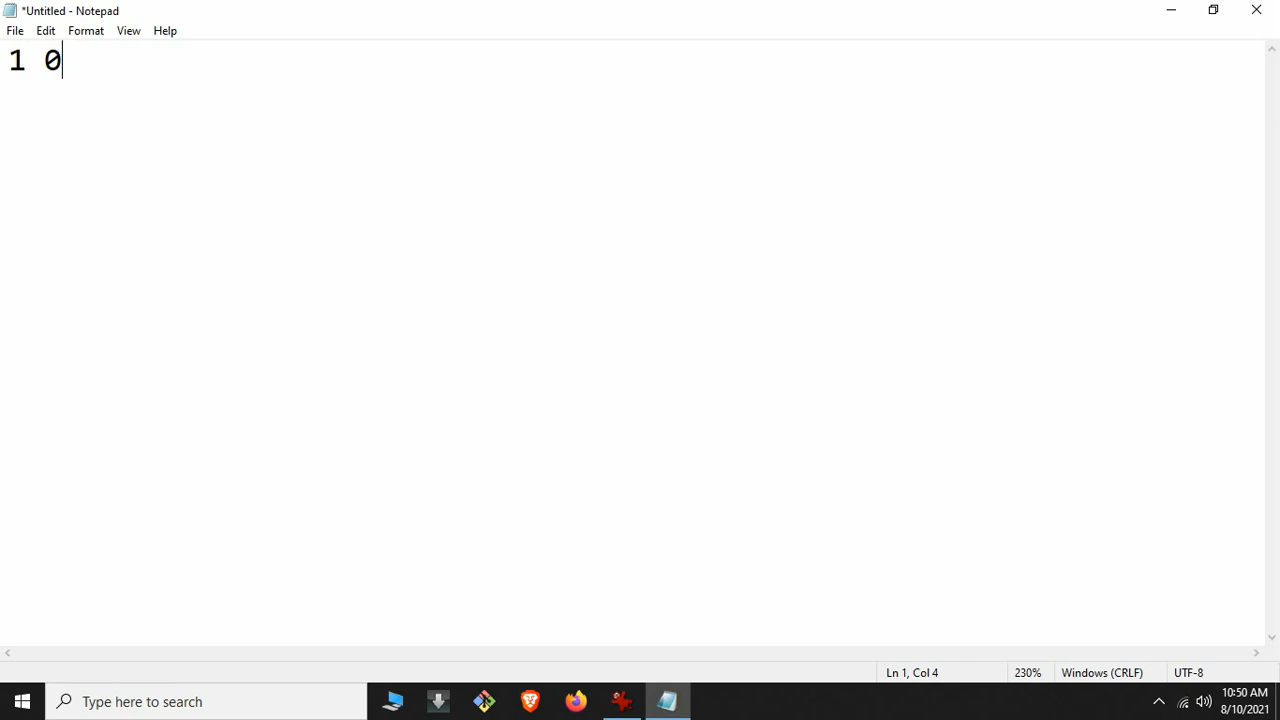 *Untitled - Notepad
File Edit Format View Help
1 0
Ln 1, Col 4 230% Windows (CRLF) UTF-8
Type here to search
10:50 AM
8/10/2021